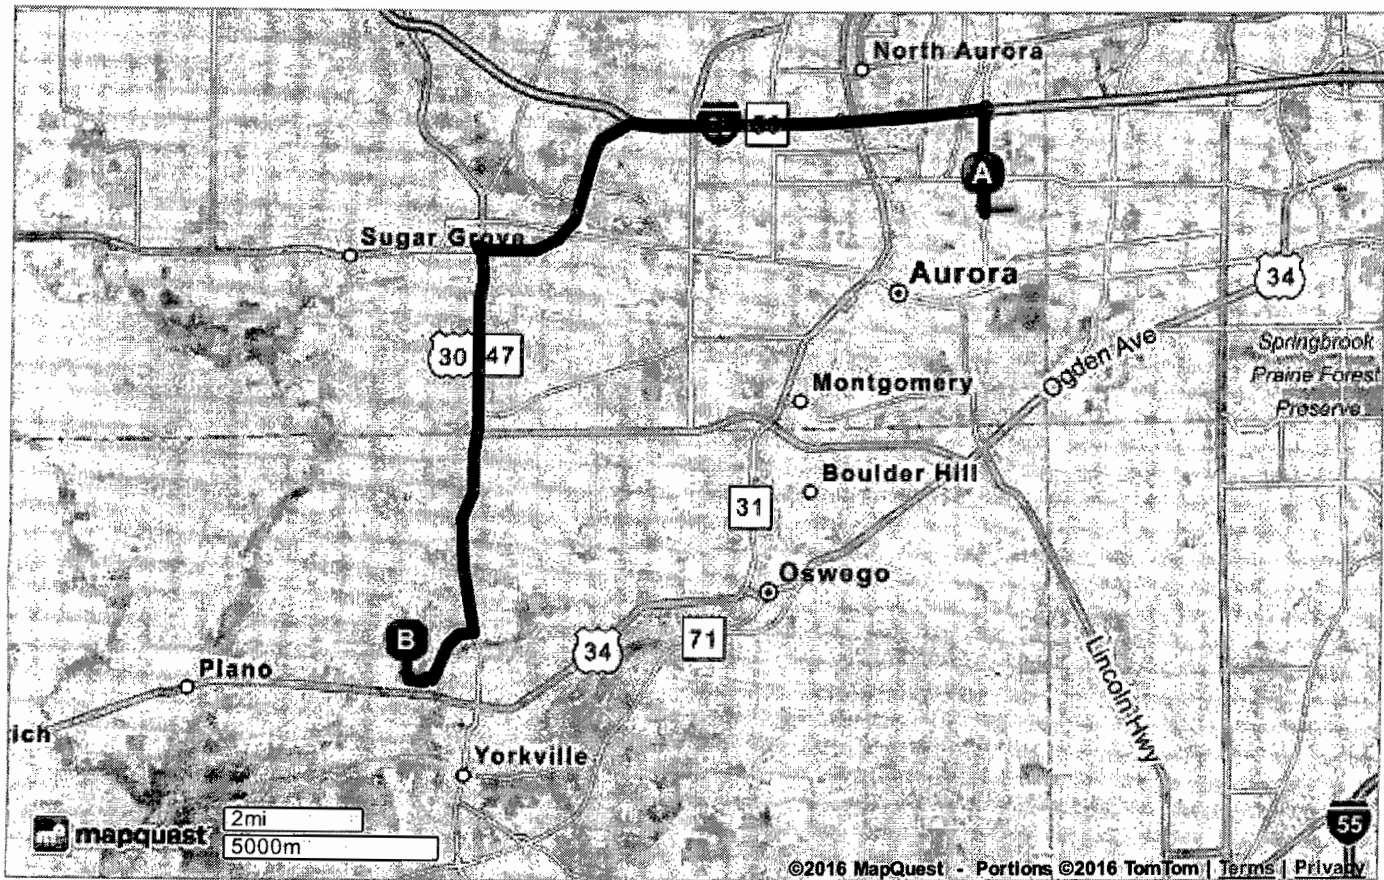 North Aurora
A
Sugar Grove
Aurora
34
30
47
Springbrook
Prairie Forest
Preserve
Ogden Ave
Montgomery
Boulder Hill
31
Oswego
B
71
34
Plano
Lincoln Hwy
ich
Yorkville
mapquest
2mi
5000m
55
©2016 MapQuest - Portions ©2016 TomTom | Terms | Privacy